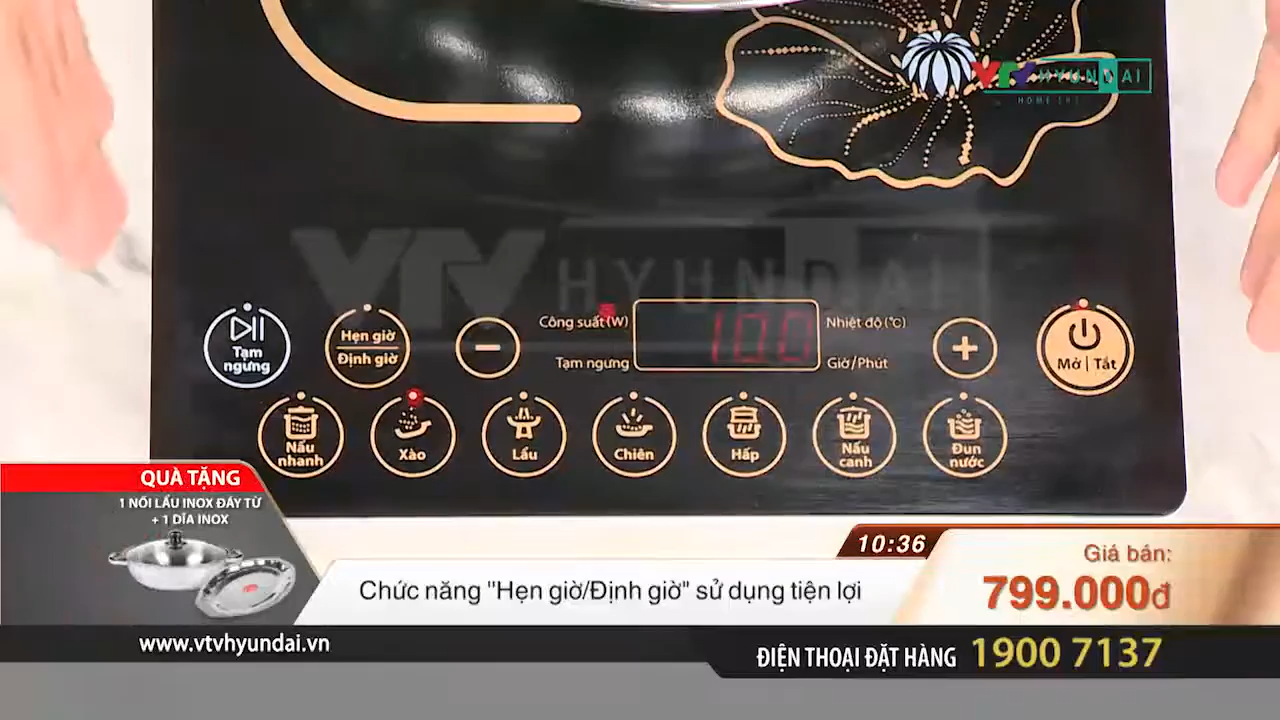 VTV HYUNDAI
HOME
VTV HYUNDAI
Tạm
ngưng
Hẹn giờ
Định giờ
Công suất (W)
Tạm ngưng
100
Nhiệt độ (°C)
Giờ/Phút
Mở | Tắt
Nấu
nhanh
Xào
Lẩu
Chiên
Hấp
Nấu
canh
Đun
nước
QUÀ TẶNG
1 NỒI LẨU INOX ĐÁY TỪ
+ 1 DĨA INOX
10:36
Chức năng "Hẹn giờ/Định giờ" sử dụng tiện lợi
Giá bán:
799.000đ
www.vtvhyundai.vn
ĐIỆN THOẠI ĐẶT HÀNG 1900 7137